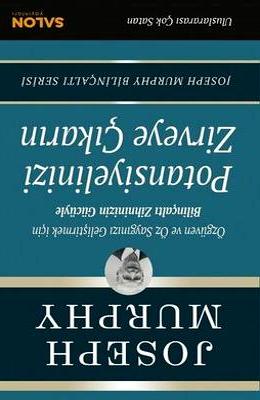 JOSEPH
MURPHY
Özgüven ve Öz Saygınızı Geliştirmek için
Bilinçaltı Zihninizin Gücüyle
Potansiyelinizi
Zirveye Çıkarın
JOSEPH MURPHY BİLİNÇALTI SERİSİ
Uluslararası Çok Satan
SALON
YAYINLARI